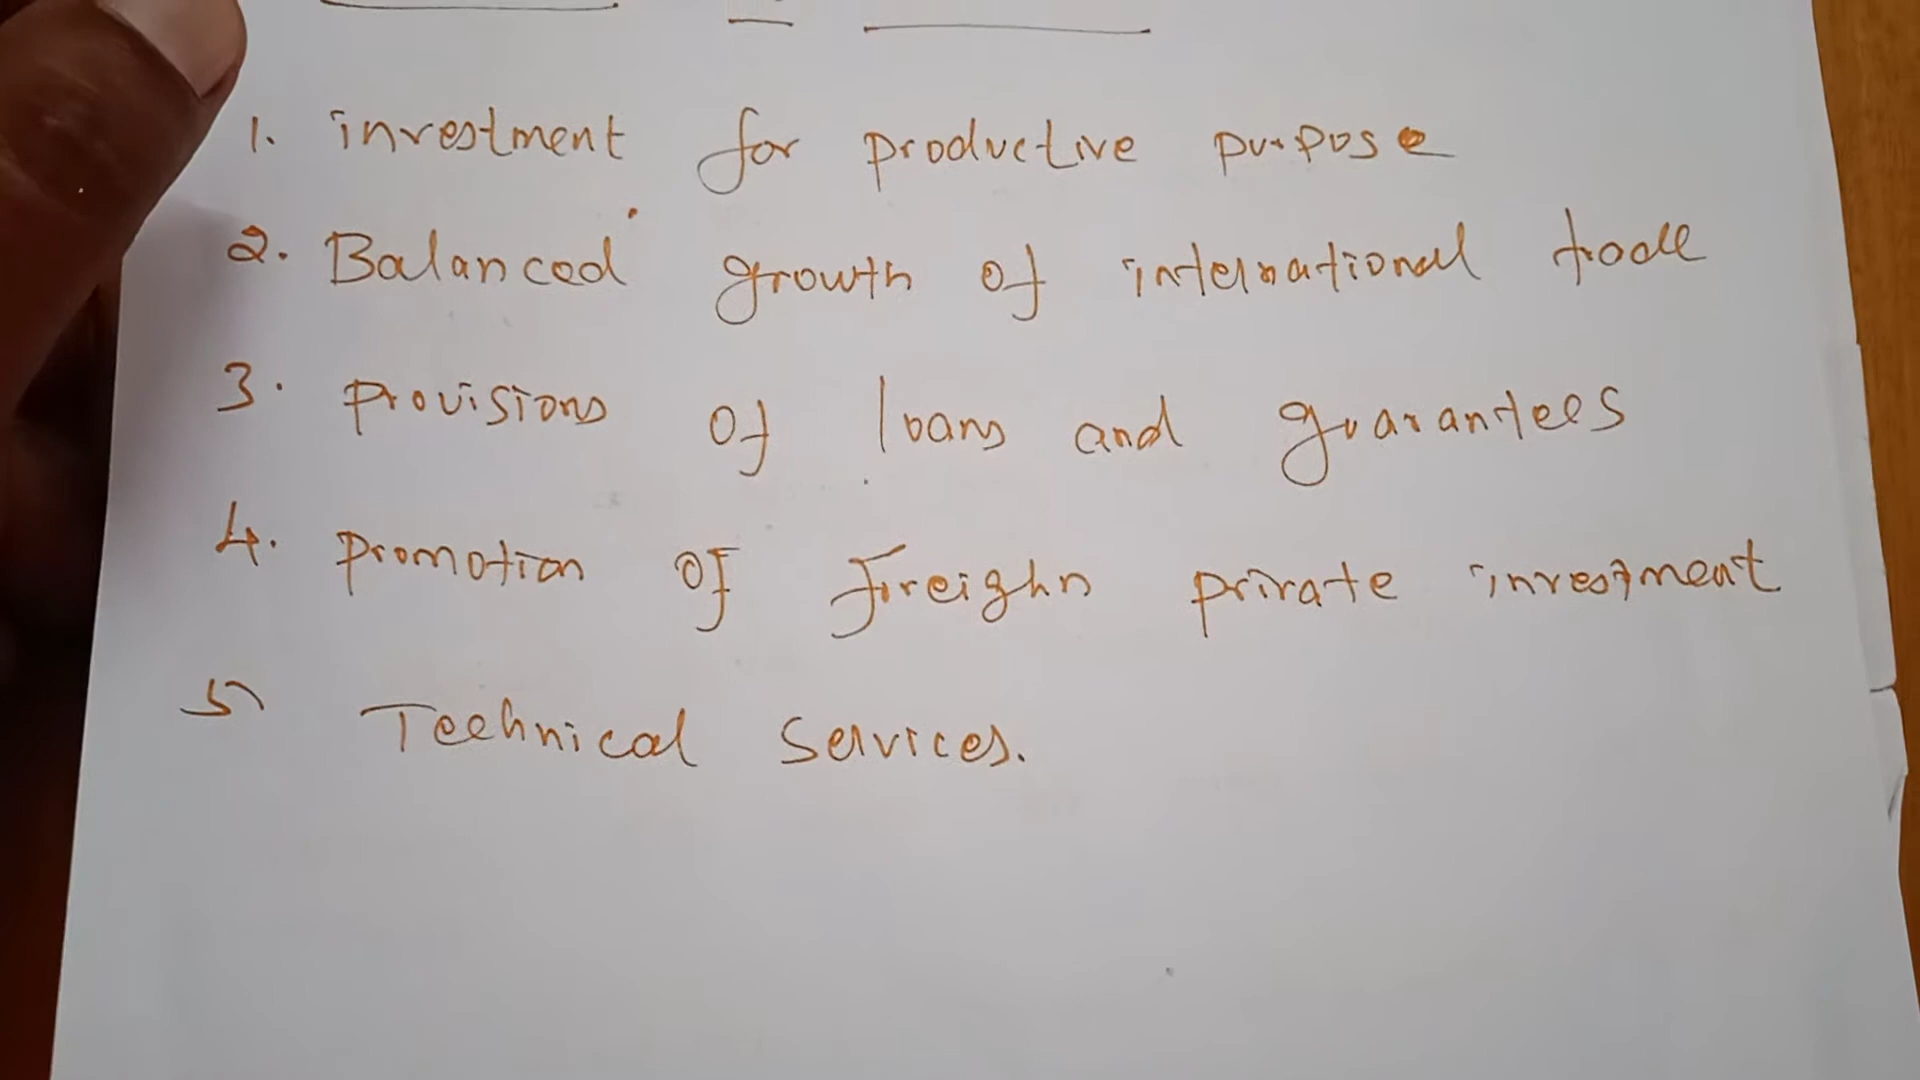 1. investment for productive purpose
2. Balanced growth of international trade
3. provisions of loans and guarantees
4. promotion of freighn private investment
5 Technical Services.